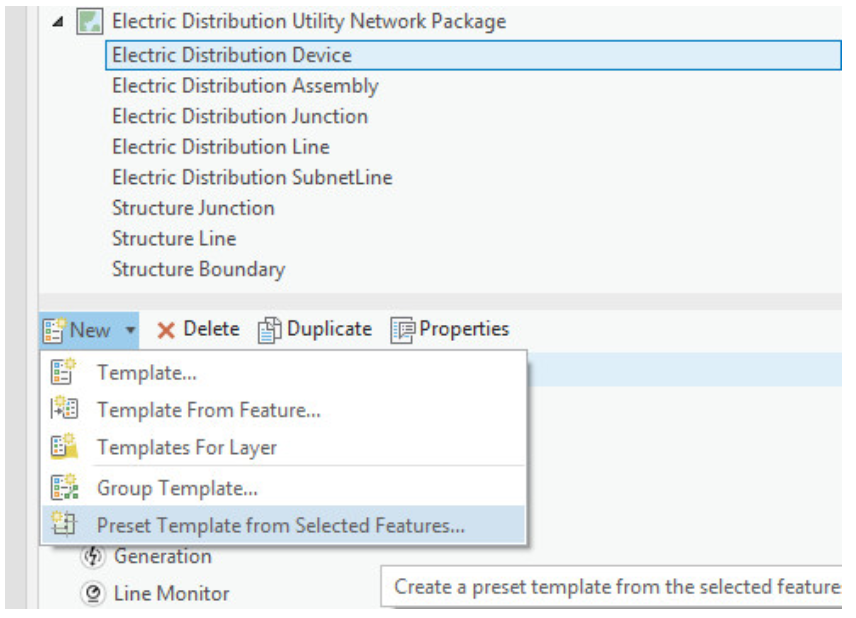 Electric Distribution Utility Network Package
Electric Distribution Device
Electric Distribution Assembly
Electric Distribution Junction
Electric Distribution Line
Electric Distribution SubnetLine
Structure Junction
Structure Line
Structure Boundary
New Delete Duplicate Properties
Template...
Template From Feature...
Templates For Layer
Group Template...
Preset Template from Selected Features...
Generation
Line Monitor
Create a preset template from the selected feature